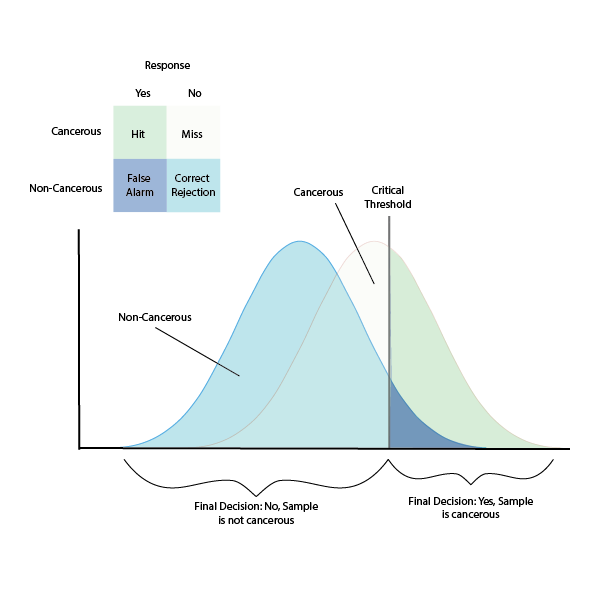 Response
Yes
No
Cancerous
Hit
Miss
Non-Cancerous
False
Alarm
Correct
Rejection
Cancerous
Critical
Threshold
Non-Cancerous
Final Decision: No, Sample
is not cancerous
Final Decision: Yes, Sample
is cancerous